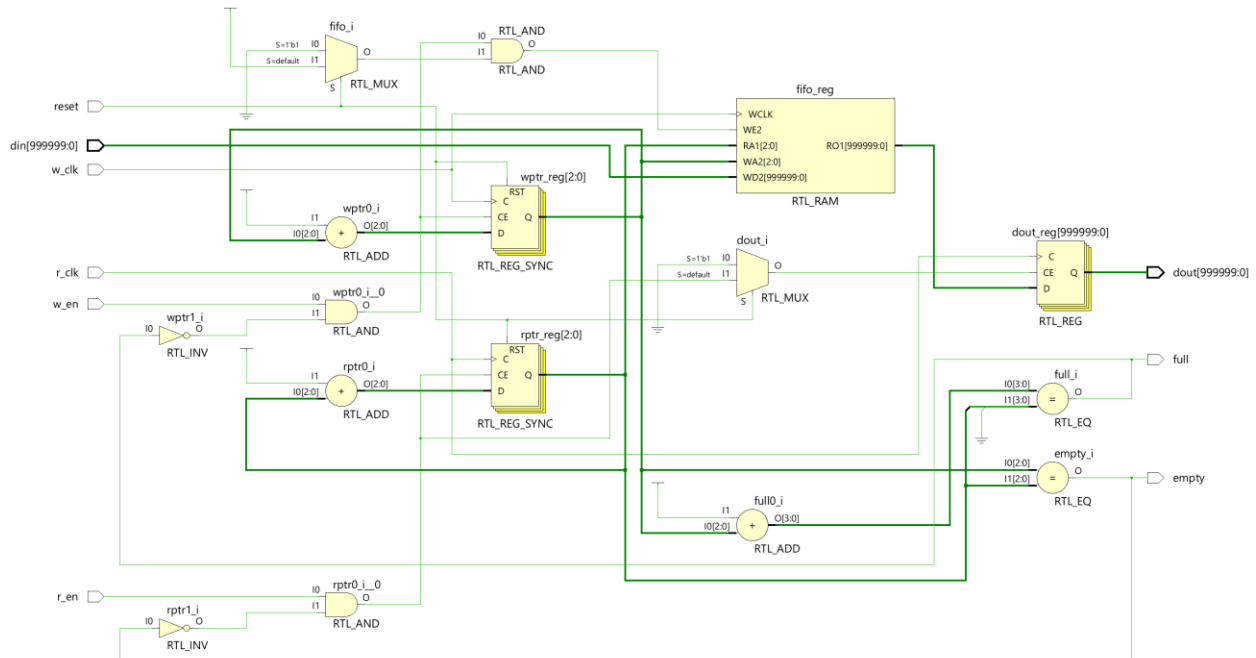 fifo_i
S=1'b1 I0
S=default I1
O
S
RTL_MUX
RTL_AND
I0
I1
O
RTL_AND
reset
din[999999:0]
w_clk
fifo_reg
WCLK
WE2
RA1[2:0]
WA2[2:0]
WD2[999999:0]
RO1[999999:0]
RTL_RAM
wptr0_i
I1
I0[2:0]
O[2:0]
+
RTL_ADD
wptr_reg[2:0]
RST
C
CE
D
Q
RTL_REG_SYNC
dout_i
S=1'b1 I0
S=default I1
O
S
RTL_MUX
dout_reg[999999:0]
C
CE
D
Q
RTL_REG
dout[999999:0]
r_clk
w_en
wptr1_i
I0
O
RTL_INV
wptr0_i__0
I0
I1
O
RTL_AND
rptr0_i
I1
I0[2:0]
O[2:0]
+
RTL_ADD
rptr_reg[2:0]
RST
C
CE
D
Q
RTL_REG_SYNC
full_i
I0[3:0]
I1[3:0]
=
O
RTL_EQ
full
empty_i
I0[2:0]
I1[2:0]
=
O
RTL_EQ
empty
full0_i
I1
I0[2:0]
O[3:0]
+
RTL_ADD
r_en
rptr1_i
I0
O
RTL_INV
rptr0_i__0
I0
I1
O
RTL_AND